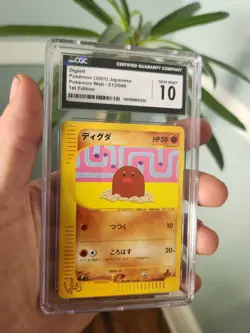 CGC CERTIFIED GUARANTY COMPANY
Diglett
Pokémon (2001) Japanese
Pokémon Web - 013/048
1st Edition
GEM MINT
10
ディグダ HP50
つつく 10
ころばす 20